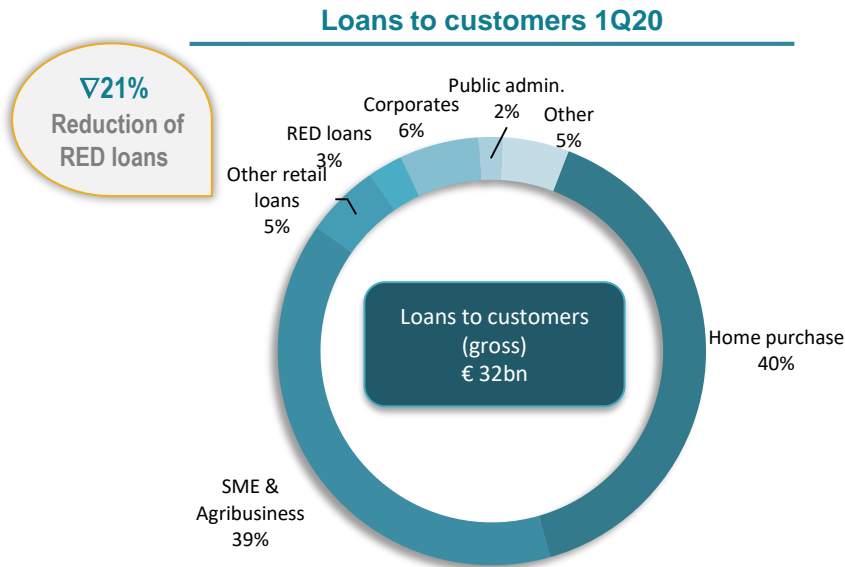 Loans to customers 1Q20
∇21%
Reduction of
RED loans
Public admin.
2%
Corporates
6%
Other
5%
RED loans
3%
Other retail
loans
5%
Loans to customers
(gross)
€ 32bn
Home purchase
40%
SME &
Agribusiness
39%